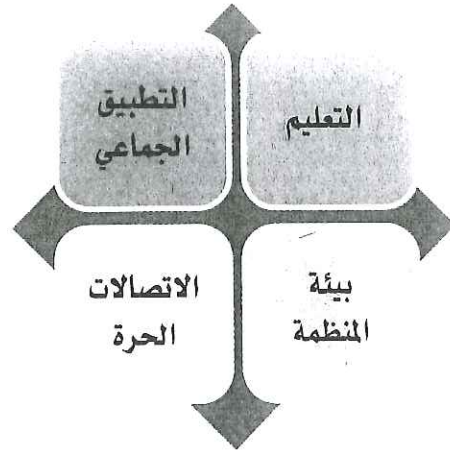 التعليم
التطبيق
الجماعي
بيئة
المنظمة
الاتصالات
الحرة